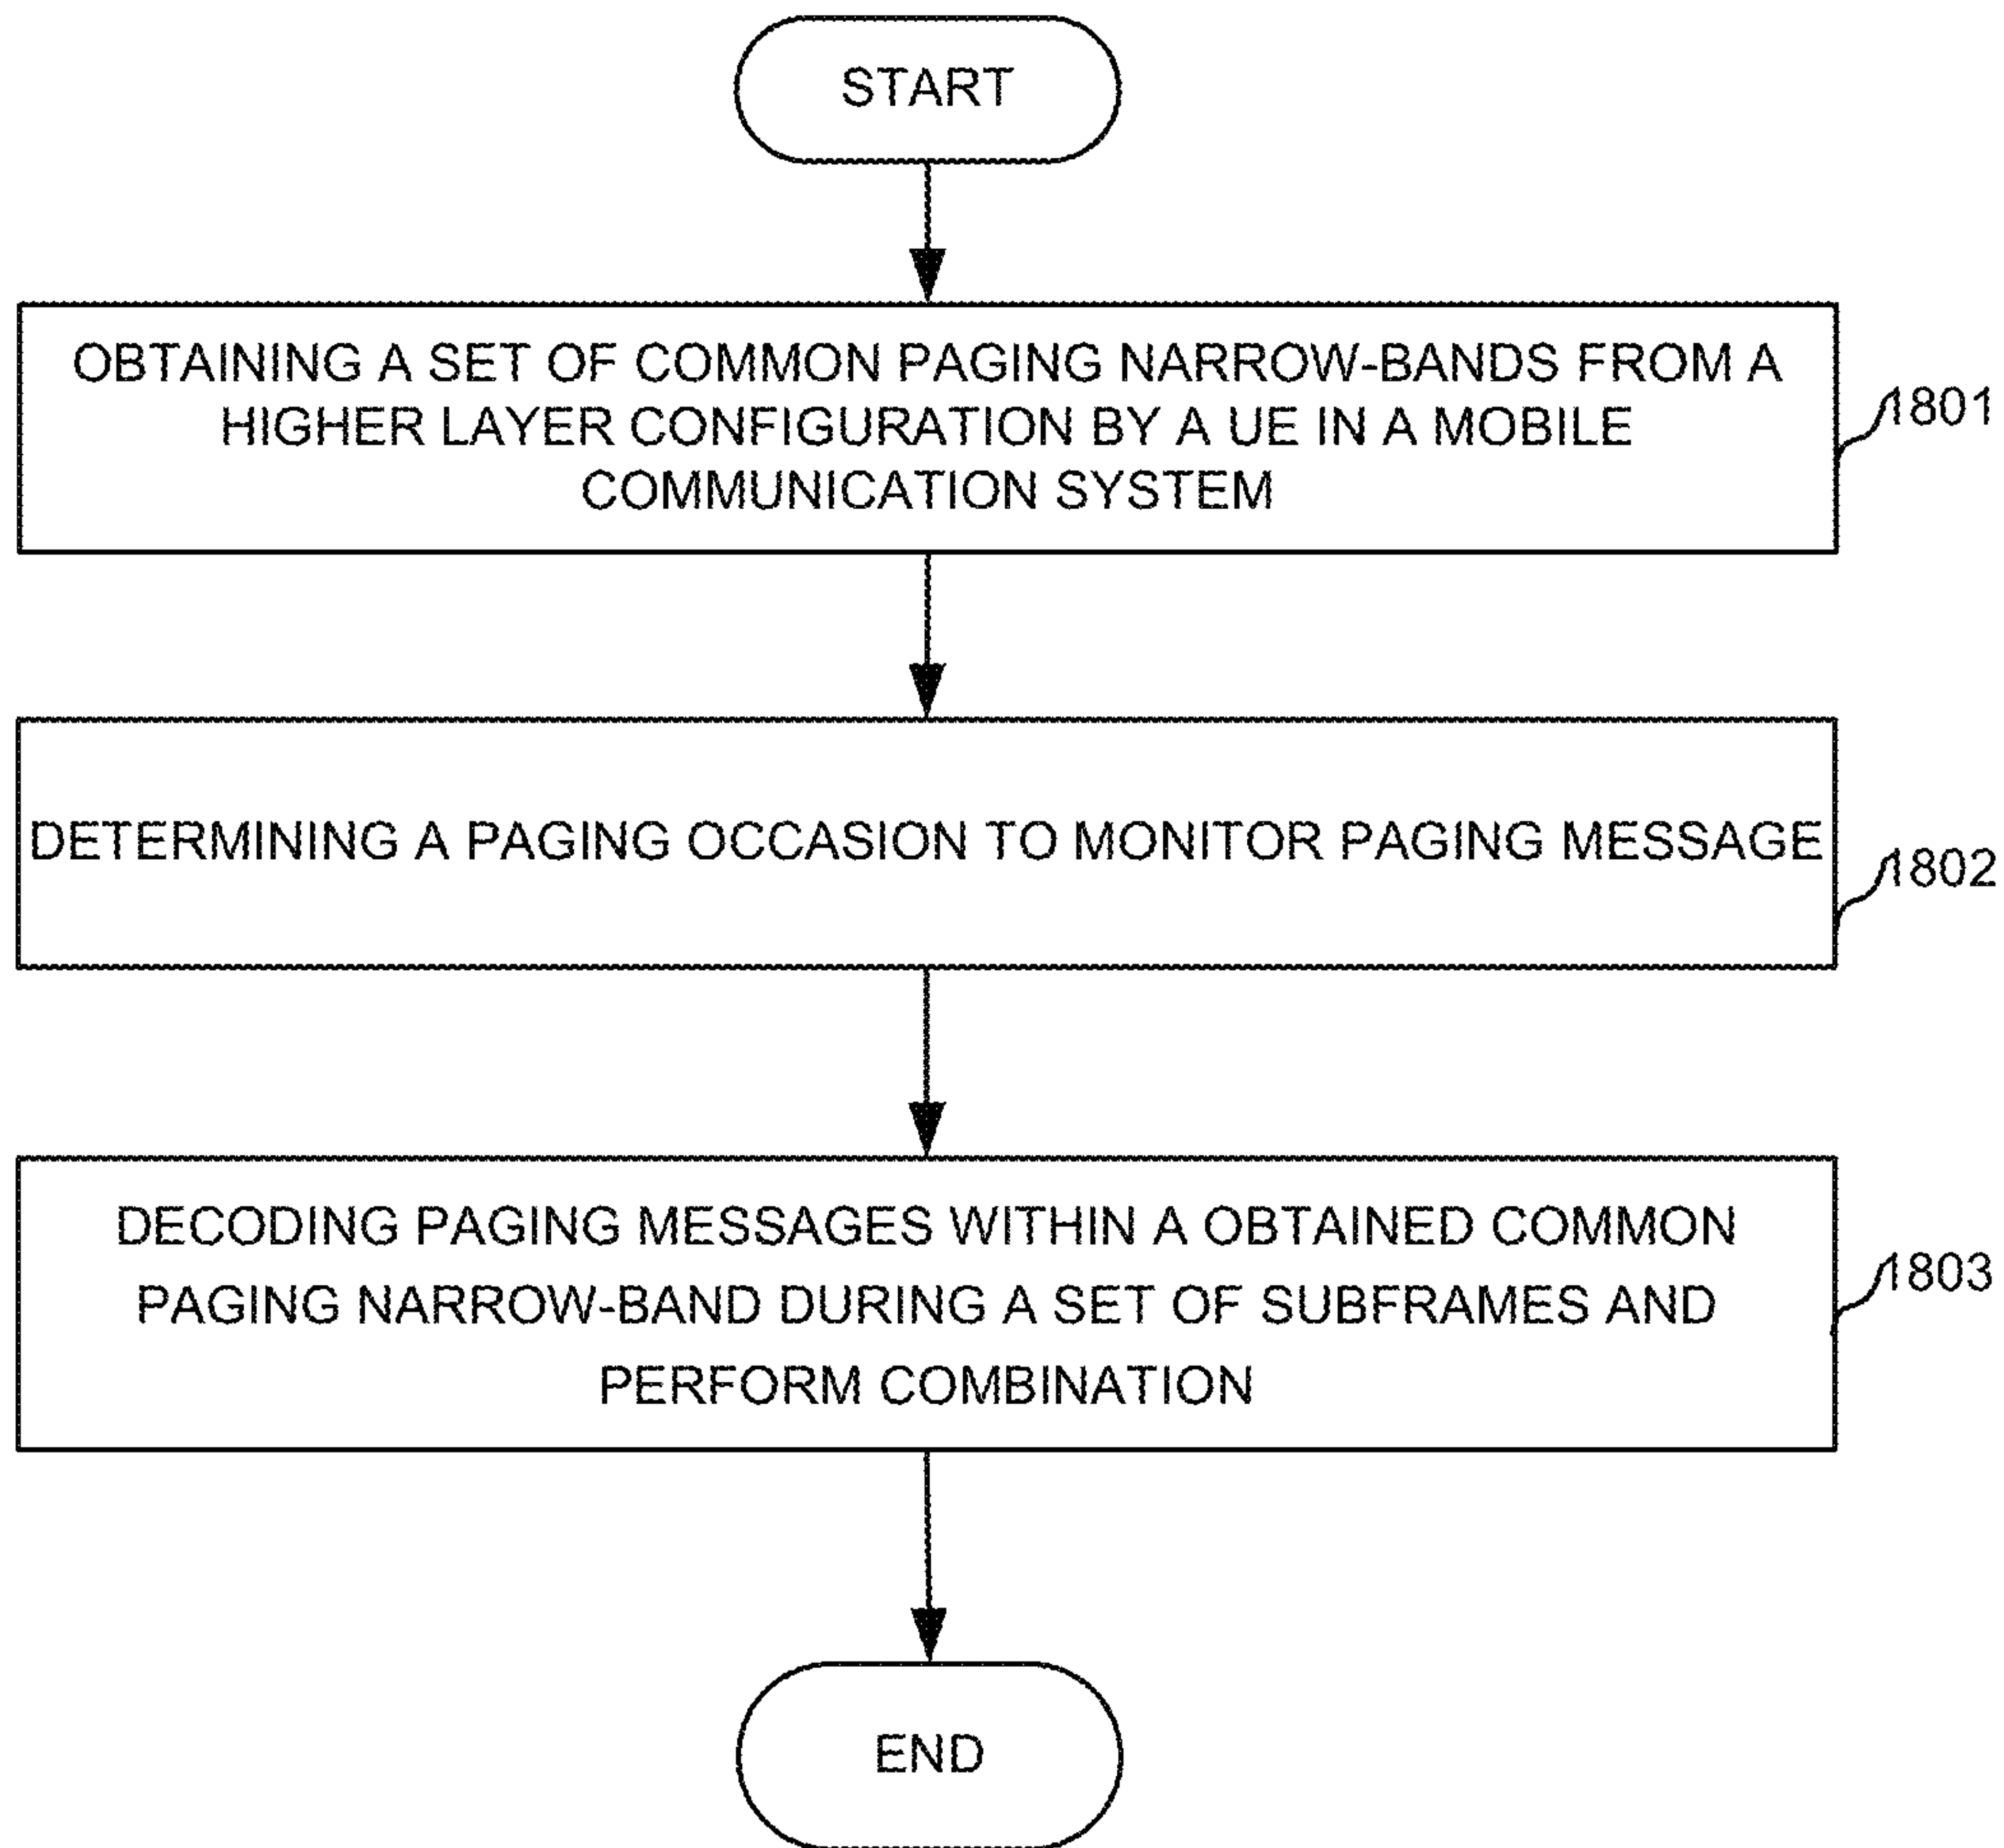 START
OBTAINING A SET OF COMMON PAGING NARROW-BANDS FROM A
HIGHER LAYER CONFIGURATION BY A UE IN A MOBILE
COMMUNICATION SYSTEM
1801
DETERMINING A PAGING OCCASION TO MONITOR PAGING MESSAGE
1802
DECODING PAGING MESSAGES WITHIN A OBTAINED COMMON
PAGING NARROW-BAND DURING A SET OF SUBFRAMES AND
PERFORM COMBINATION
1803
END